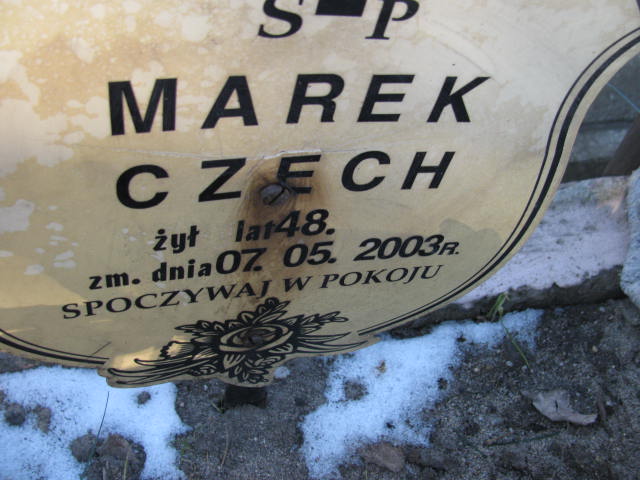 S P
MAREK
CZECH
żył lat 48.
zm. dnia 07. 05. 2003 R.
SPOCZYWAJ W POKOJU